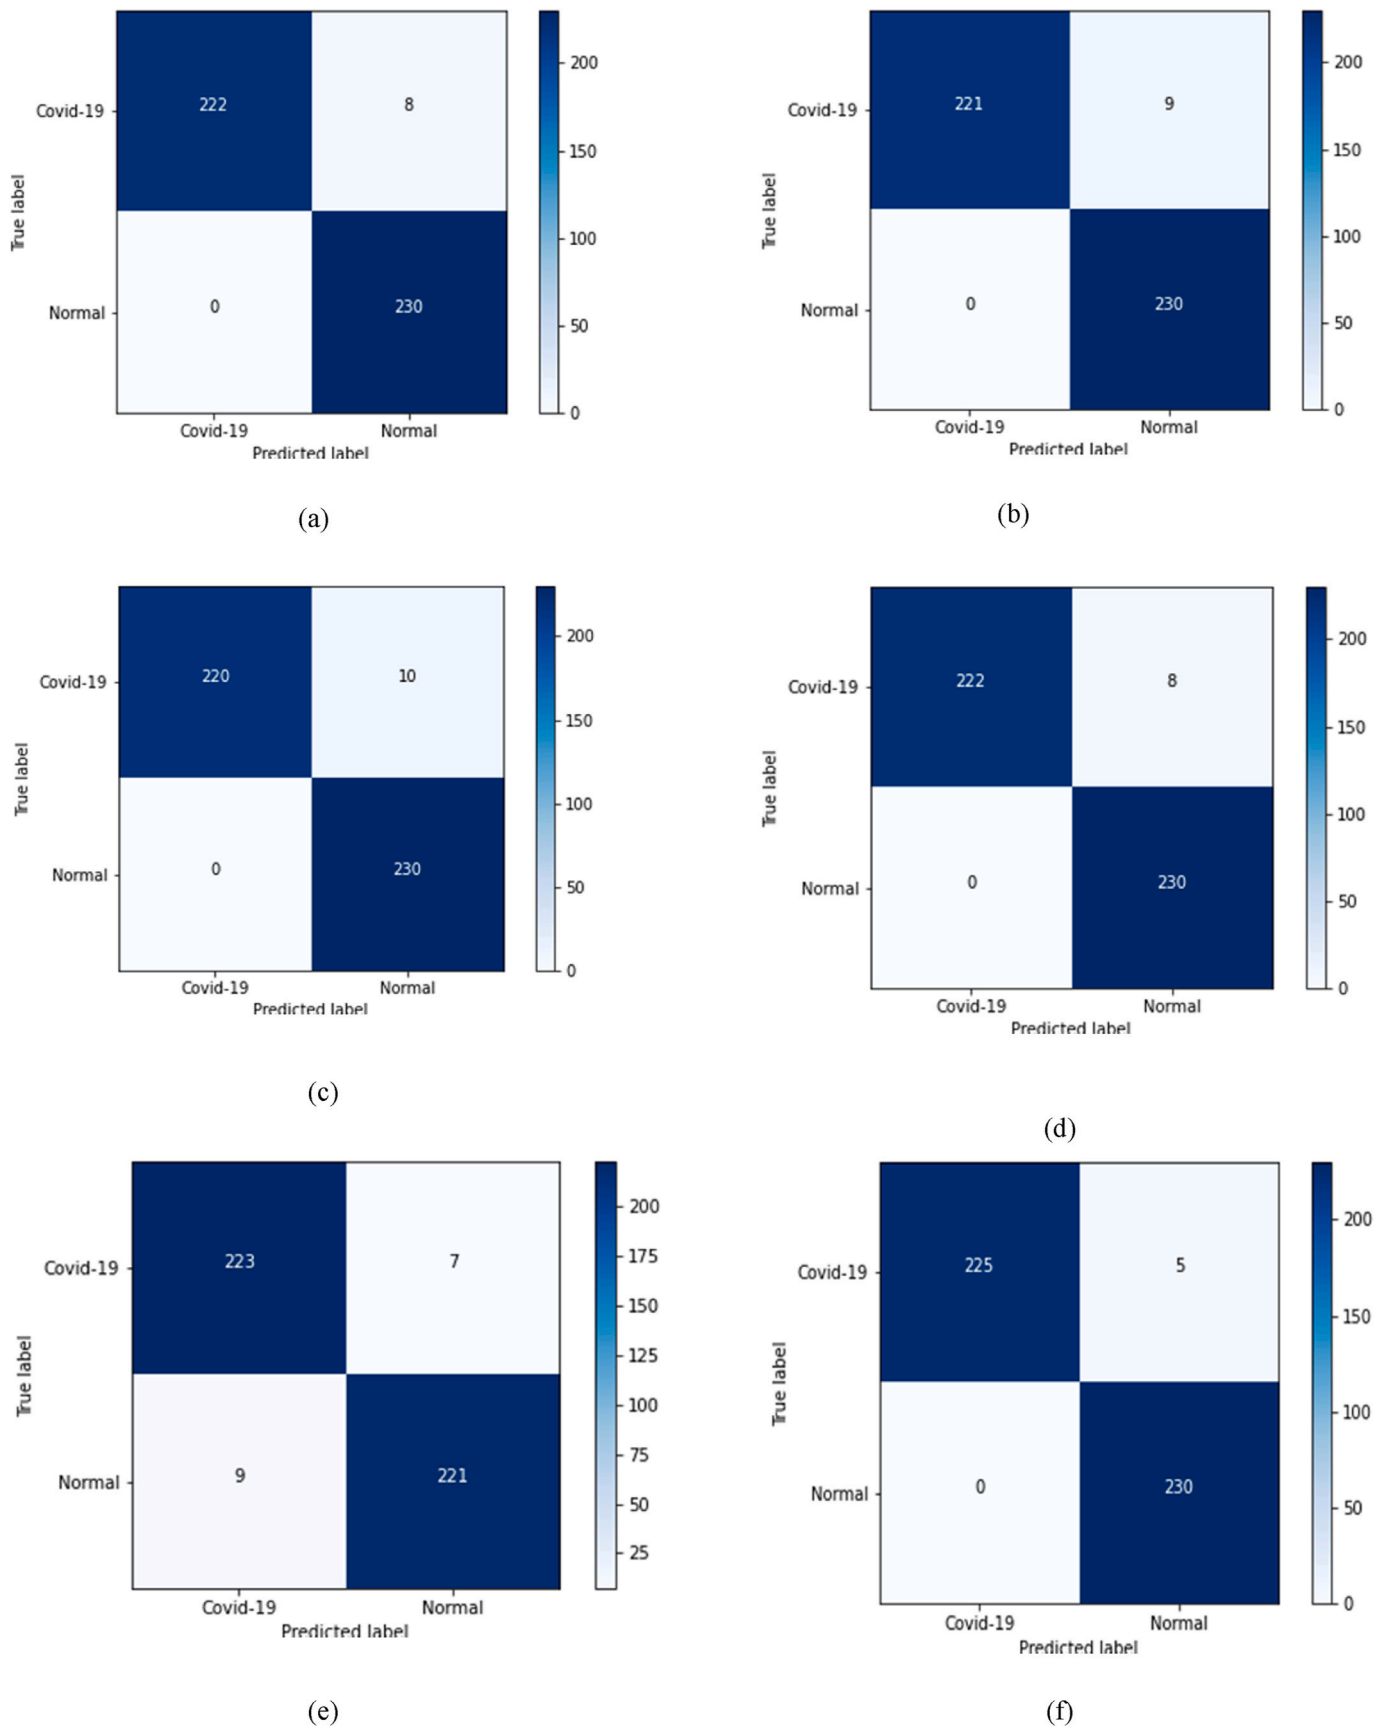 200
Covid-19
222
8
150
True label
100
Normal
0
230
50
0
Covid-19
Normal
Predicted label
(a)
200
Covid-19
221
9
150
True label
100
Normal
0
230
50
0
Covid-19
Normal
Predicted label
(b)
200
Covid-19
220
10
150
True label
100
Normal
0
230
50
0
Covid-19
Normal
Predicted label
(c)
200
Covid-19
222
8
150
True label
100
Normal
0
230
50
0
Covid-19
Normal
Predicted label
(d)
200
Covid-19
223
7
175
150
True label
125
100
Normal
9
221
75
50
25
Covid-19
Normal
Predicted label
(e)
200
Covid-19
225
5
150
True label
100
Normal
0
230
50
0
Covid-19
Normal
Predicted label
(f)